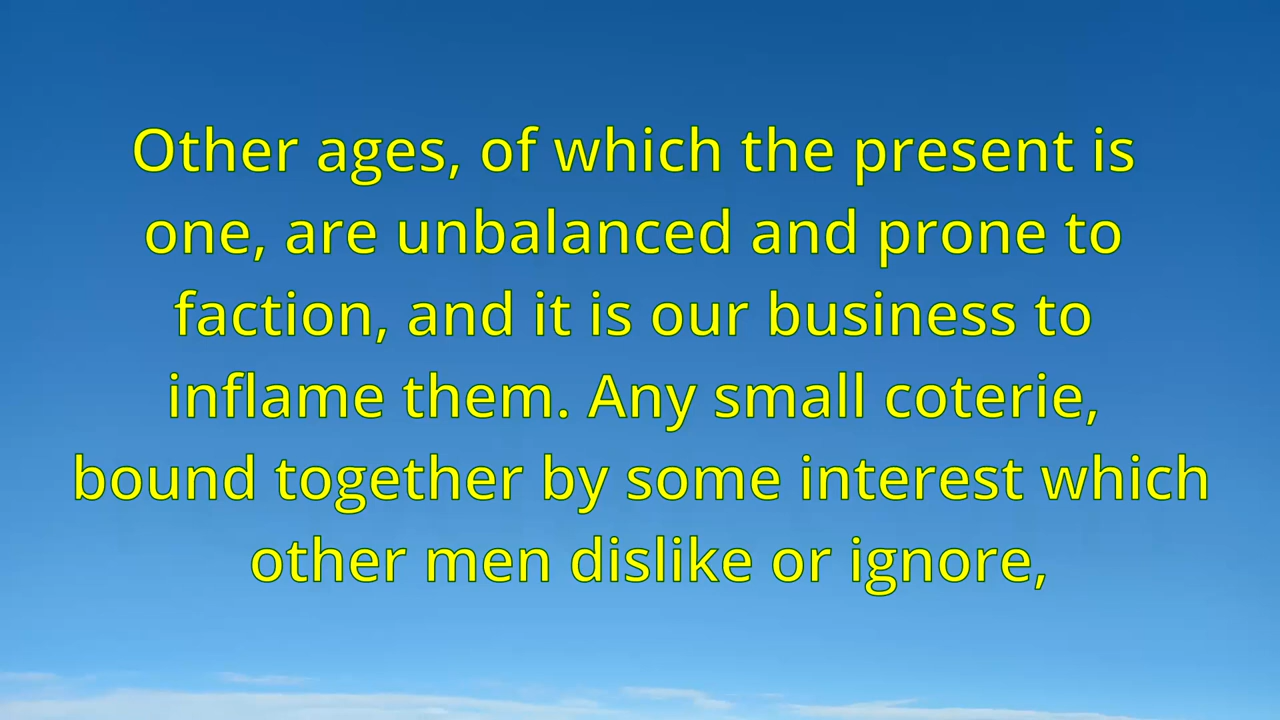 Other ages, of which the present is
one, are unbalanced and prone to
faction, and it is our business to
inflame them. Any small coterie,
bound together by some interest which
other men dislike or ignore,